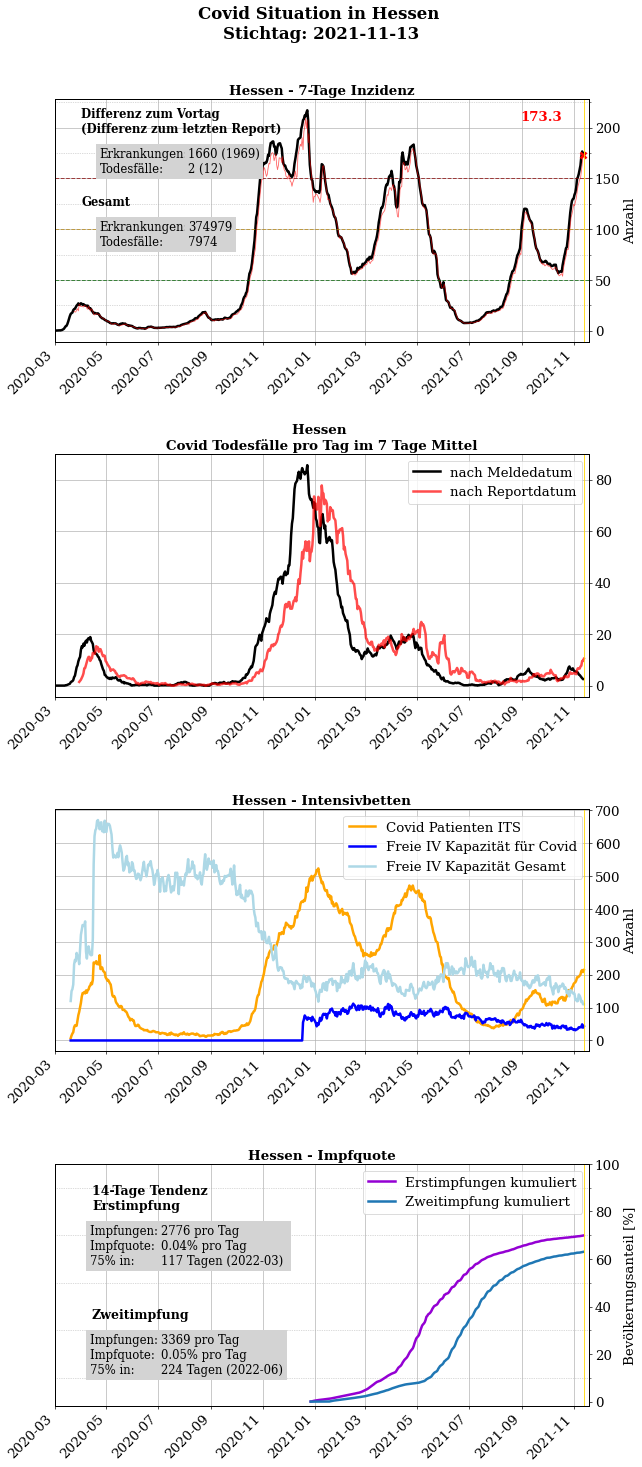 Covid Situation in Hessen
Stichtag: 2021-11-13
Hessen - 7-Tage Inzidenz
Differenz zum Vortag
(Differenz zum letzten Report)
Erkrankungen 1660 (1969)
Todesfälle: 2 (12)
Gesamt
Erkrankungen 374979
Todesfälle: 7974
173.3
200
150
100
50
0
Anzahl
2020-03
2020-05
2020-07
2020-09
2020-11
2021-01
2021-03
2021-05
2021-07
2021-09
2021-11
Hessen
Covid Todesfälle pro Tag im 7 Tage Mittel
nach Meldedatum
nach Reportdatum
80
60
40
20
0
2020-03
2020-05
2020-07
2020-09
2020-11
2021-01
2021-03
2021-05
2021-07
2021-09
2021-11
Hessen - Intensivbetten
Covid Patienten ITS
Freie IV Kapazität für Covid
Freie IV Kapazität Gesamt
700
600
500
400
300
200
100
0
Anzahl
2020-03
2020-05
2020-07
2020-09
2020-11
2021-01
2021-03
2021-05
2021-07
2021-09
2021-11
Hessen - Impfquote
14-Tage Tendenz
Erstimpfung
Impfungen: 2776 pro Tag
Impfquote: 0.04% pro Tag
75% in: 117 Tagen (2022-03)
Zweitimpfung
Impfungen: 3369 pro Tag
Impfquote: 0.05% pro Tag
75% in: 224 Tagen (2022-06)
Erstimpfungen kumuliert
Zweitimpfung kumuliert
100
80
60
40
20
0
Bevölkerungsanteil [%]
2020-03
2020-05
2020-07
2020-09
2020-11
2021-01
2021-03
2021-05
2021-07
2021-09
2021-11